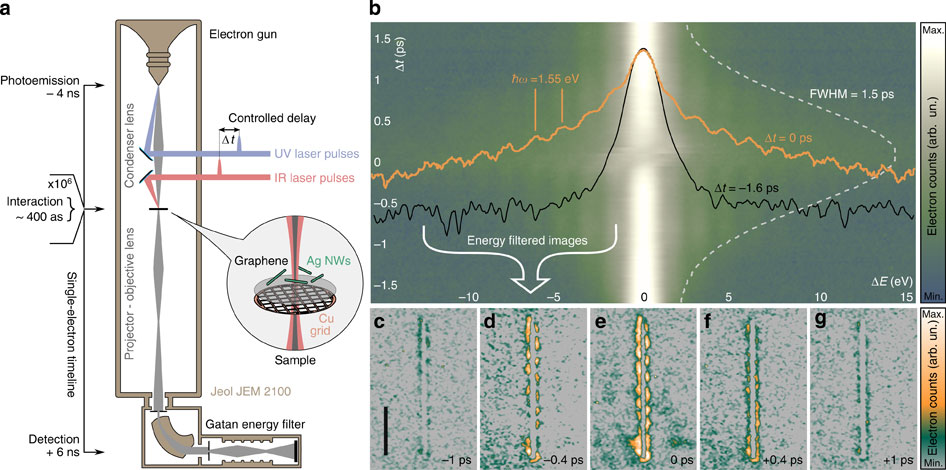 a
Electron gun
Photoemission
– 4 ns
Condenser lens
Controlled delay
Δt
UV laser pulses
IR laser pulses
x10⁶
Interaction
~ 400 as
Graphene
Ag NWs
Cu
grid
Sample
Projector - objective lens
Single-electron timeline
Jeol JEM 2100
Gatan energy filter
Detection
+ 6 ns
b
1.5
Δt (ps)
1
0.5
0
−0.5
−1
−1.5
ħω =1.55 eV
FWHM = 1.5 ps
Δt = 0 ps
Δt = −1.6 ps
Energy filtered images
ΔE (eV)
−10
−5
0
5
10
15
Max.
Electron counts (arb. un.)
Min.
c
−1 ps
d
−0.4 ps
e
0 ps
f
+0.4 ps
g
+1 ps
Max.
Electron counts (arb. un.)
Min.